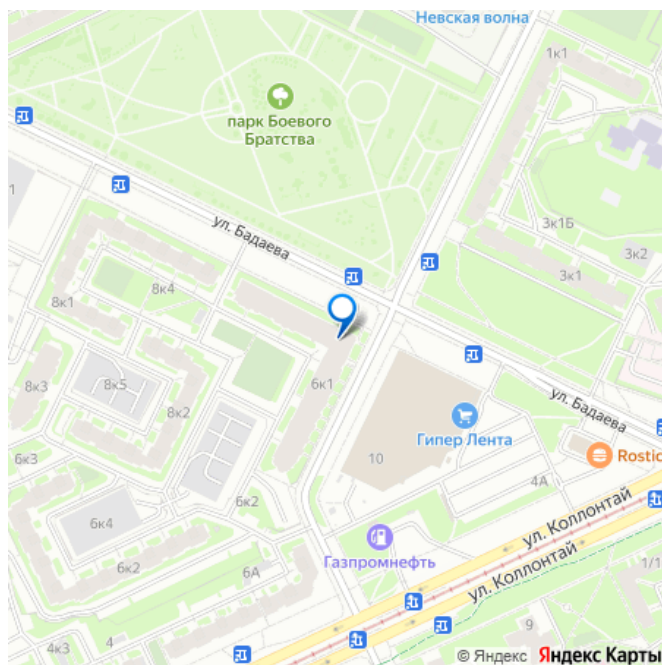 Невская волна
1к1
парк Боевого
Братства
1
ул. Бадаева
3к1Б
3к2
3к1
8к4
8к1
8к3
8к5
8к2
6к1
ул. Бадаева
Гипер Лента
10
Rostic
4А
6к3
6к2
6к4
ул. Коллонтай
Газпромнефть
6к2
6А
ул. Коллонтай
1/1
4к3
4
9
© Яндекс Яндекс Карты